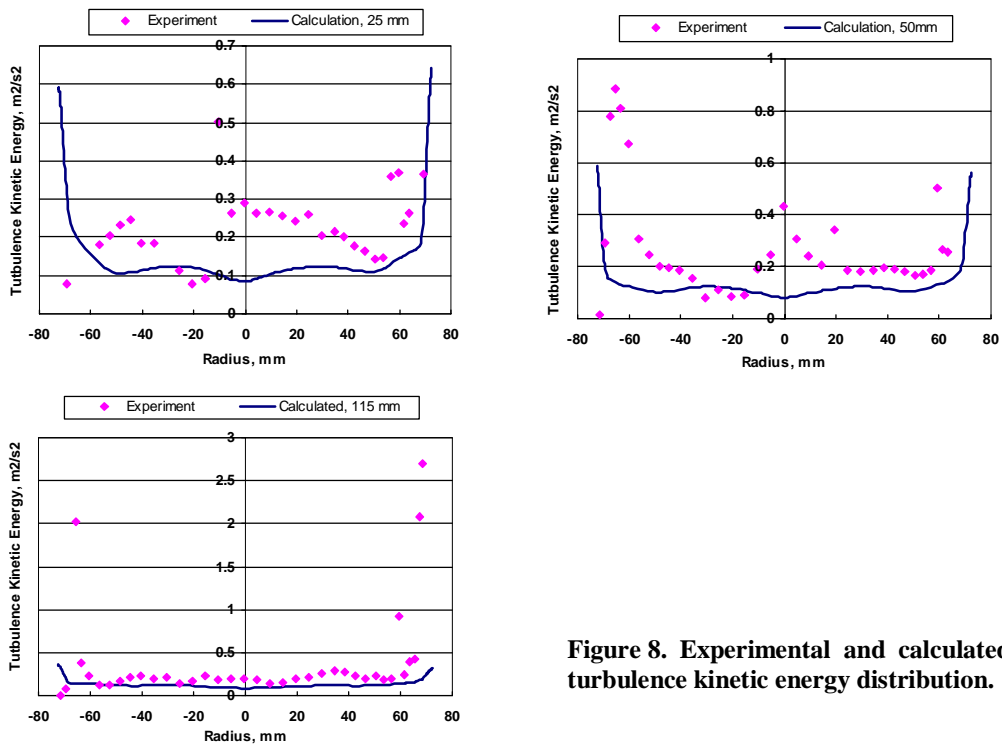 Experiment Calculation, 25 mm
Tutbulence Kinetic Energy, m2/s2
0.7
0.6
0.5
0.4
0.3
0.2
0.1
0
-80 -60 -40 -20 0 20 40 60 80
Radius, mm
Experiment Calculation, 50mm
Tutbulence Kinetic Energy, m2/s2
1
0.8
0.6
0.4
0.2
0
-80 -60 -40 -20 0 20 40 60 80
Radius, mm
Experiment Calculated, 115 mm
Tutbulence Kinetic Energy, m2/s2
3
2.5
2
1.5
1
0.5
0
-80 -60 -40 -20 0 20 40 60 80
Radius, mm
Figure 8. Experimental and calculated
turbulence kinetic energy distribution.